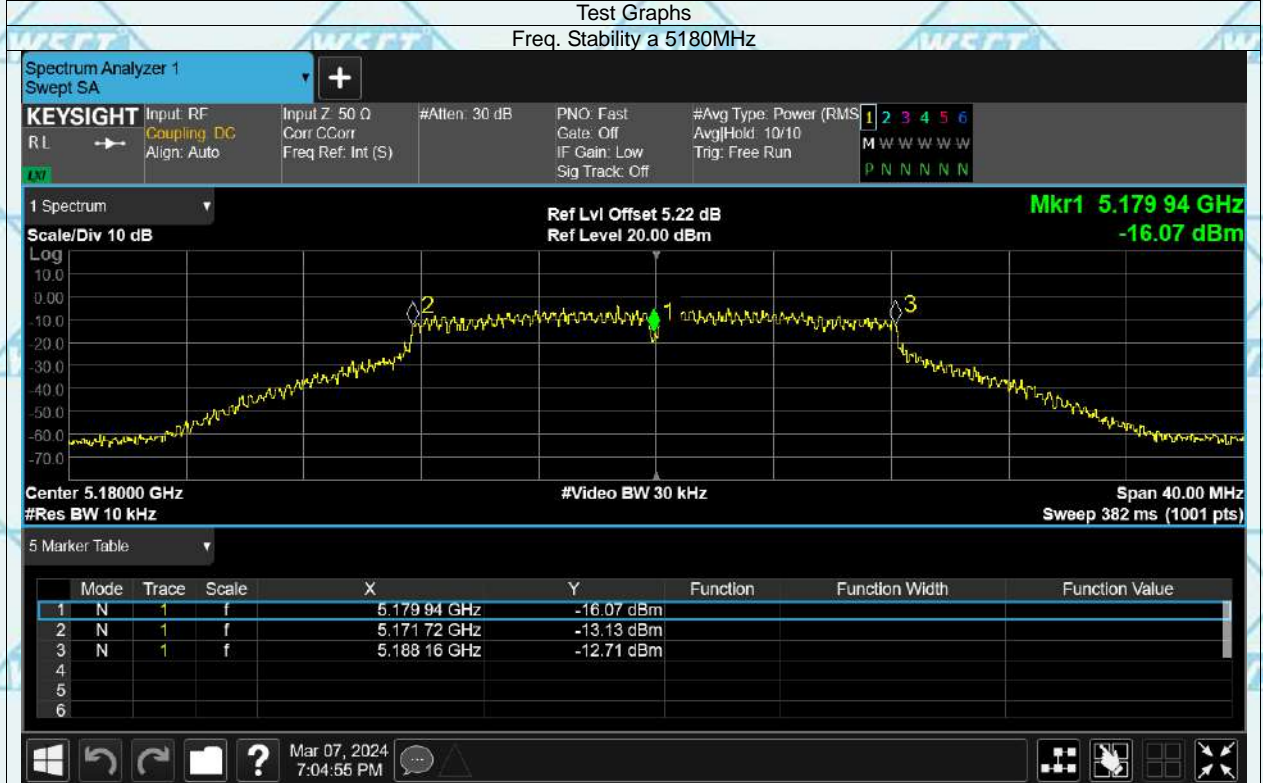 Test Graphs
Freq. Stability a 5180MHz
Spectrum Analyzer 1
Swept SA
+
KEYSIGHT
RL
LXI
Input: RF
Coupling: DC
Align: Auto
Input Z: 50 Ω
Corr CCorr
Freq Ref: Int (S)
#Atten: 30 dB
PNO: Fast
Gate: Off
IF Gain: Low
Sig Track: Off
#Avg Type: Power (RMS
Avg|Hold: 10/10
Trig: Free Run
1 2 3 4 5 6
M W W W W W
P N N N N N
1 Spectrum
Scale/Div 10 dB
Ref Lvl Offset 5.22 dB
Ref Level 20.00 dBm
Mkr1 5.179 94 GHz
-16.07 dBm
Log
10.0
0.00
-10.0
-20.0
-30.0
-40.0
-50.0
-60.0
-70.0
2
1
3
Center 5.18000 GHz
#Res BW 10 kHz
#Video BW 30 kHz
Span 40.00 MHz
Sweep 382 ms (1001 pts)
5 Marker Table
Mode Trace Scale X Y Function Function Width Function Value
1 N 1 f 5.179 94 GHz -16.07 dBm
2 N 1 f 5.171 72 GHz -13.13 dBm
3 N 1 f 5.188 16 GHz -12.71 dBm
4
5
6
?
Mar 07, 2024
7:04:55 PM